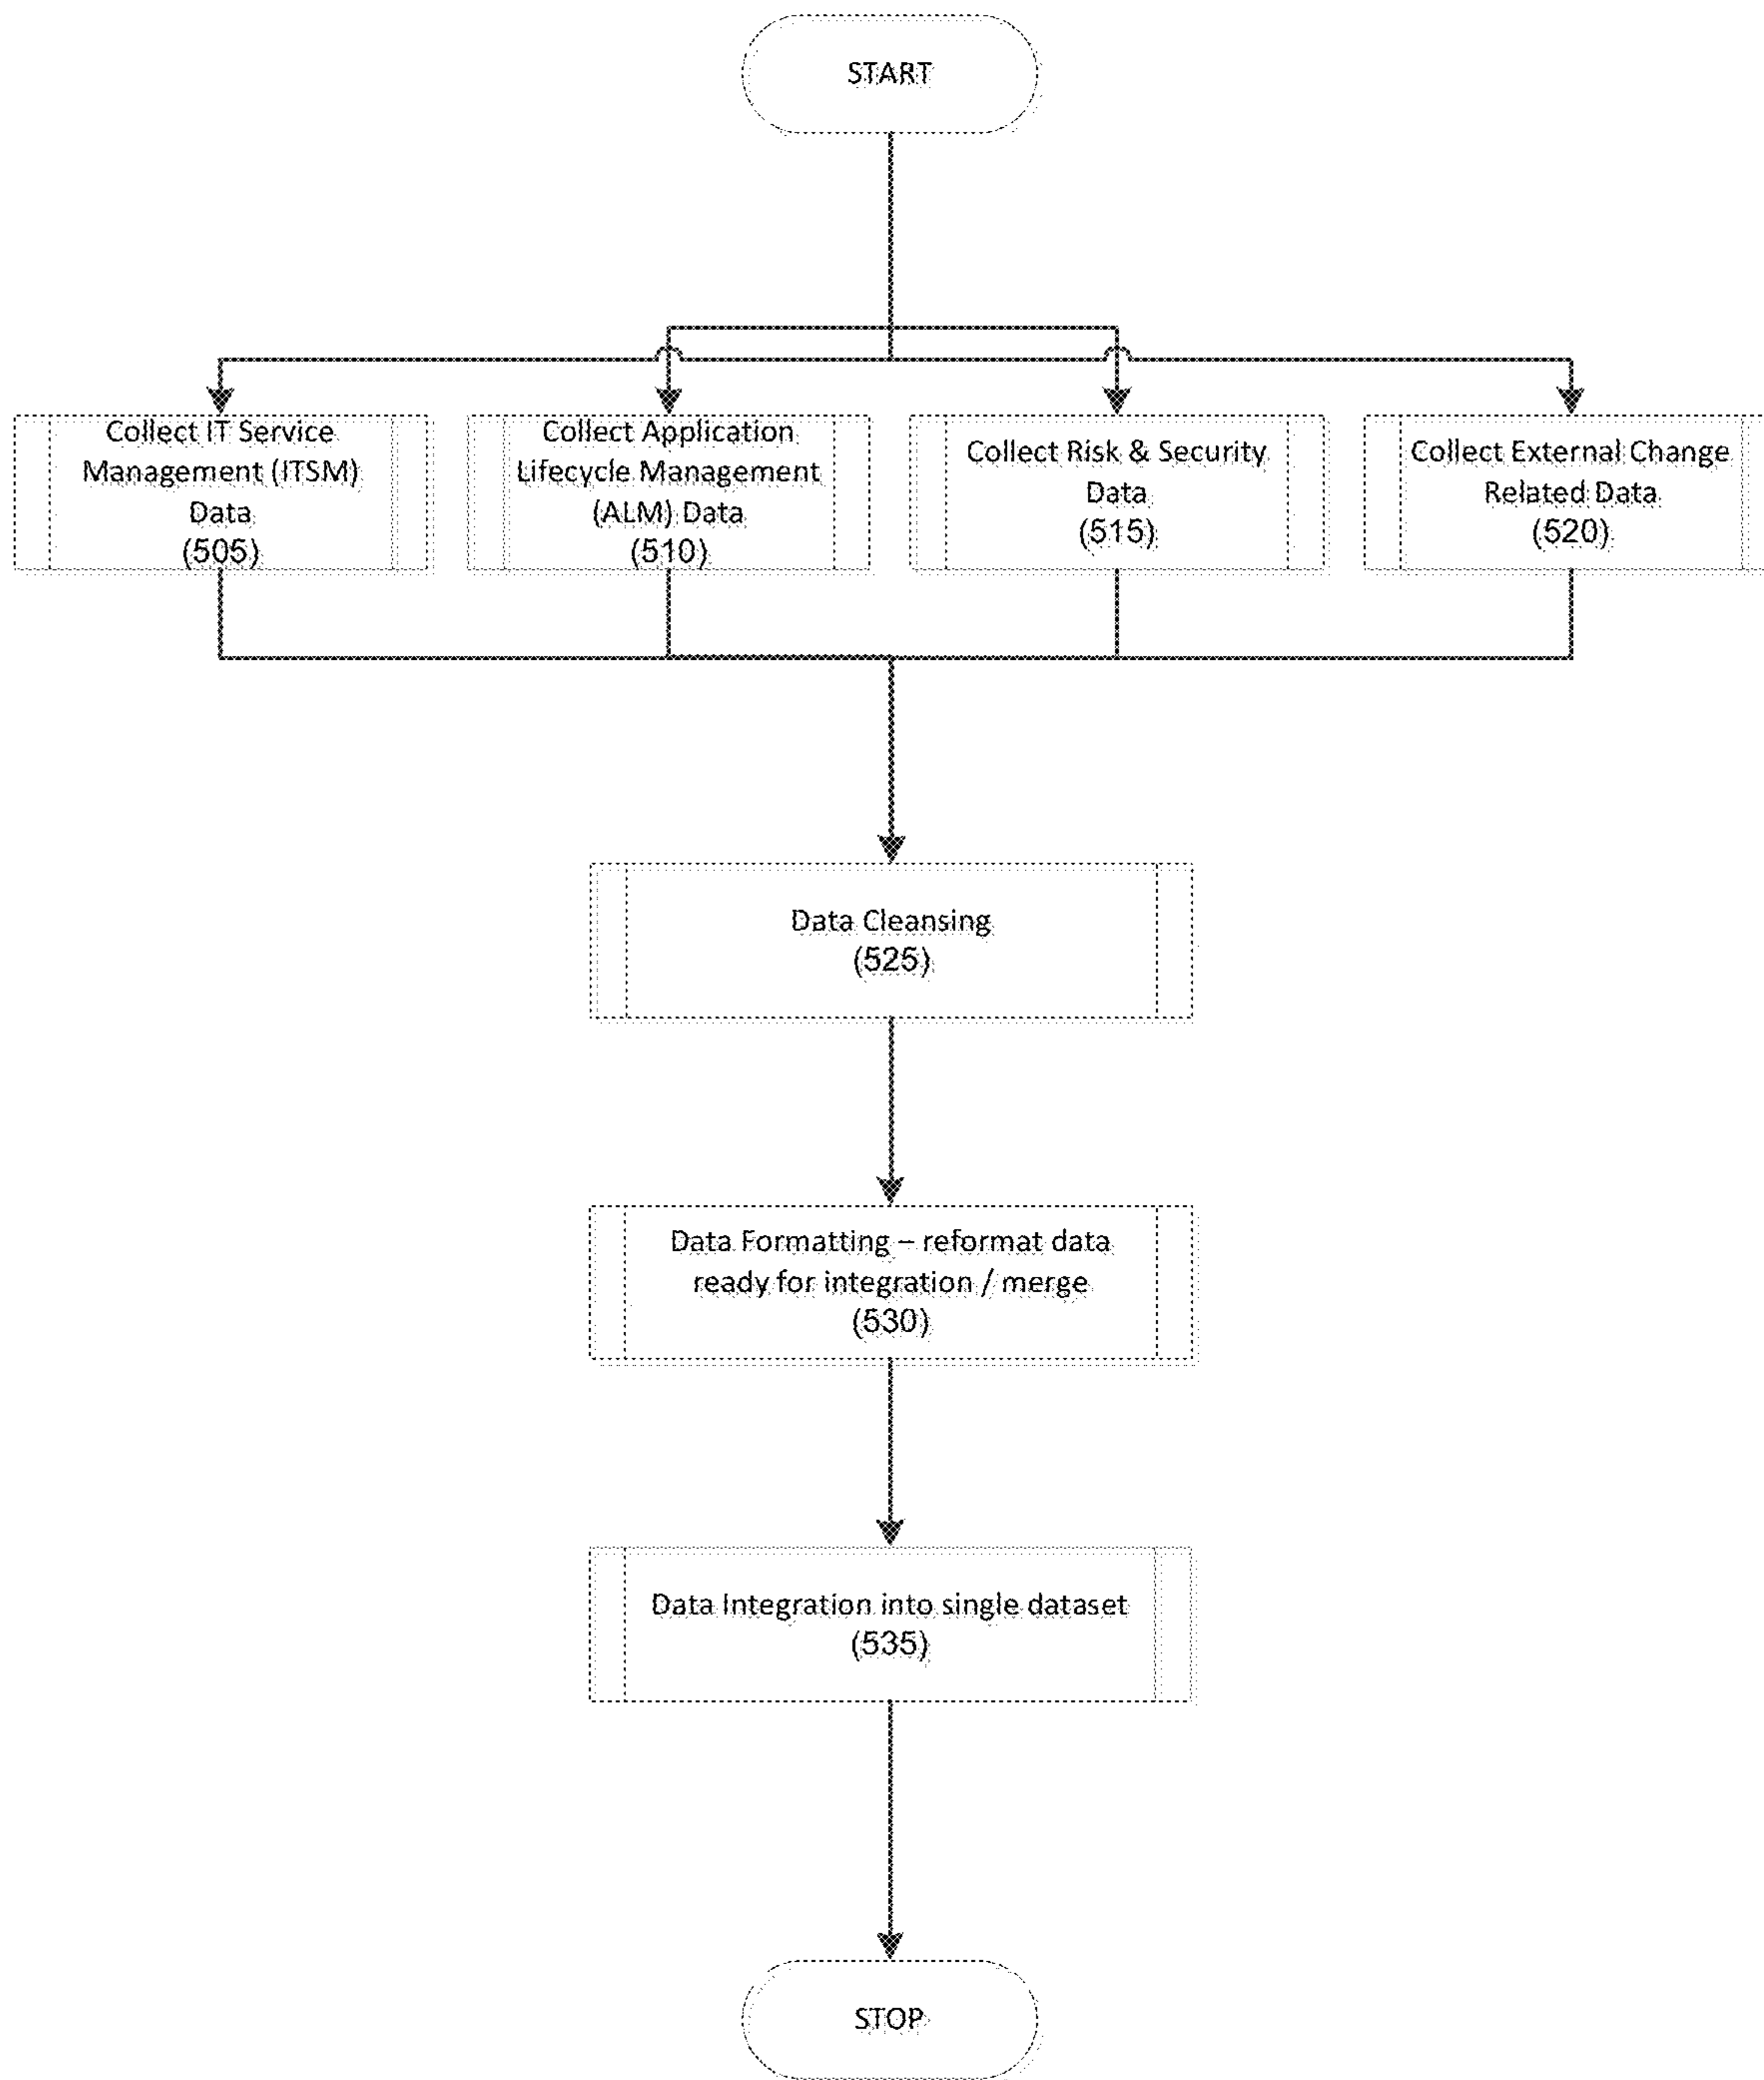 START
Collect IT Service
Management (ITSM)
Data
(505)
Collect Application
Lifecycle Management
(ALM) Data
(510)
Collect Risk & Security
Data
(515)
Collect External Change
Related Data
(520)
Data Cleansing
(525)
Data Formatting – reformat data
ready for integration / merge
(530)
Data Integration into single dataset
(535)
STOP